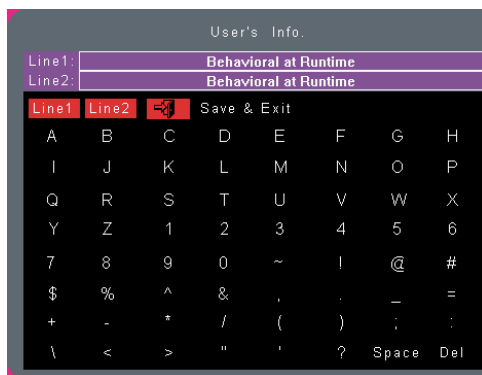 User's Info.
Line1: Behavioral at Runtime
Line2: Behavioral at Runtime
Line1 Line2 Save & Exit
A B C D E F G H
I J K L M N O P
Q R S T U V W X
Y Z 1 2 3 4 5 6
7 8 9 0 ~ ! @ #
$ % ^ & , . _ =
+ - * / ( ) ; :
\ < > " ' ? Space Del